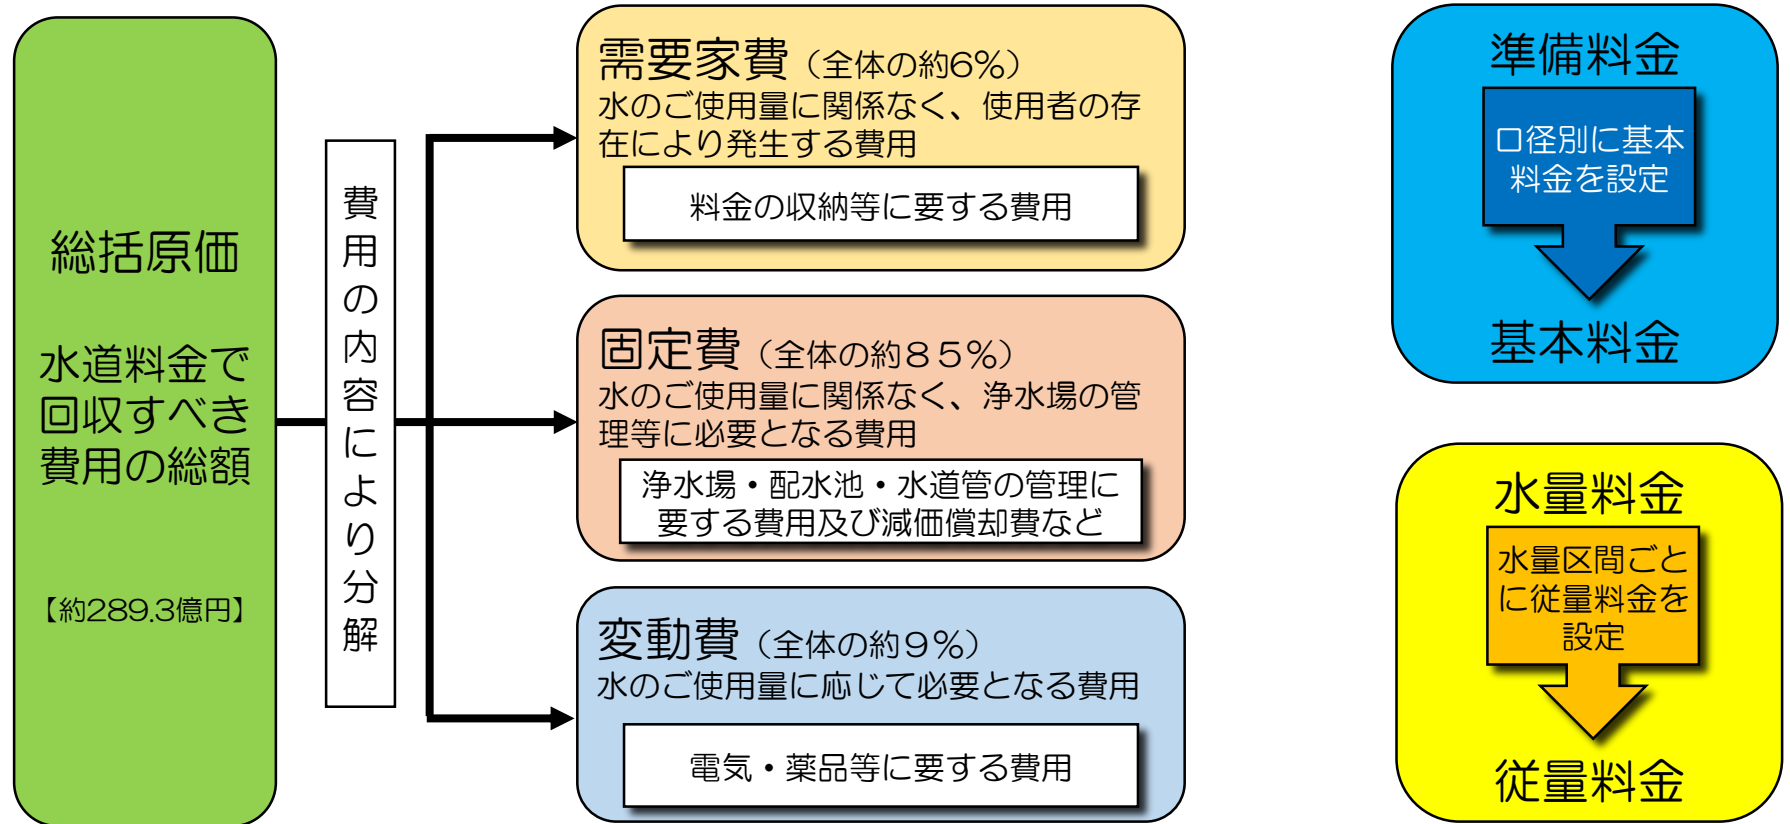 総括原価
水道料金で
回収すべき
費用の総額
【約289.3億円】
費用の内容により分解
需要家費（全体の約6%）
水のご使用量に関係なく、使用者の存
在により発生する費用
料金の収納等に要する費用
固定費（全体の約８５%）
水のご使用量に関係なく、浄水場の管
理等に必要となる費用
浄水場・配水池・水道管の管理に
要する費用及び減価償却費など
変動費（全体の約９%）
水のご使用量に応じて必要となる費用
電気・薬品等に要する費用
準備料金
口径別に基本
料金を設定
基本料金
水量料金
水量区間ごと
に従量料金を
設定
従量料金